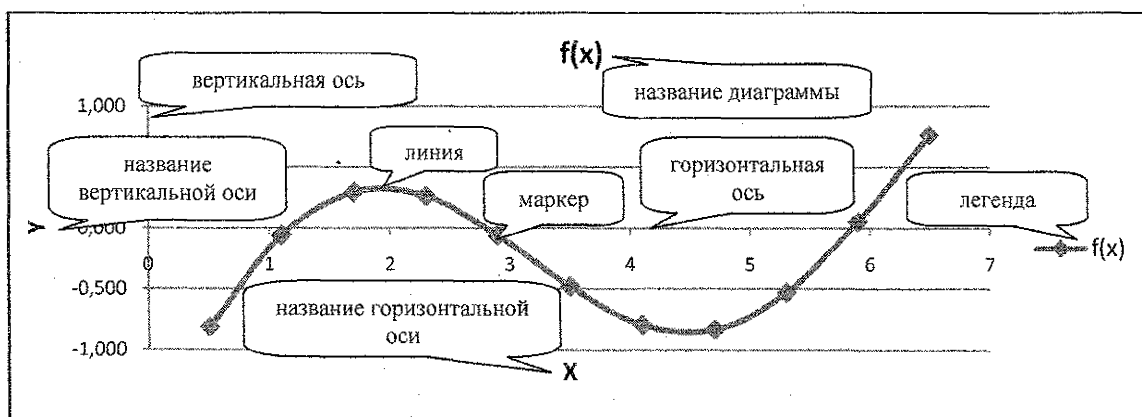 f(x)
вертикальная ось
название диаграммы
1,000
название
вертикальной оси
линия
горизонтальная
ось
маркер
легенда
Y
0,000
f(x)
0 1 2 3 4 5 6 7
-0,500
название горизонтальной
оси
-1,000
X